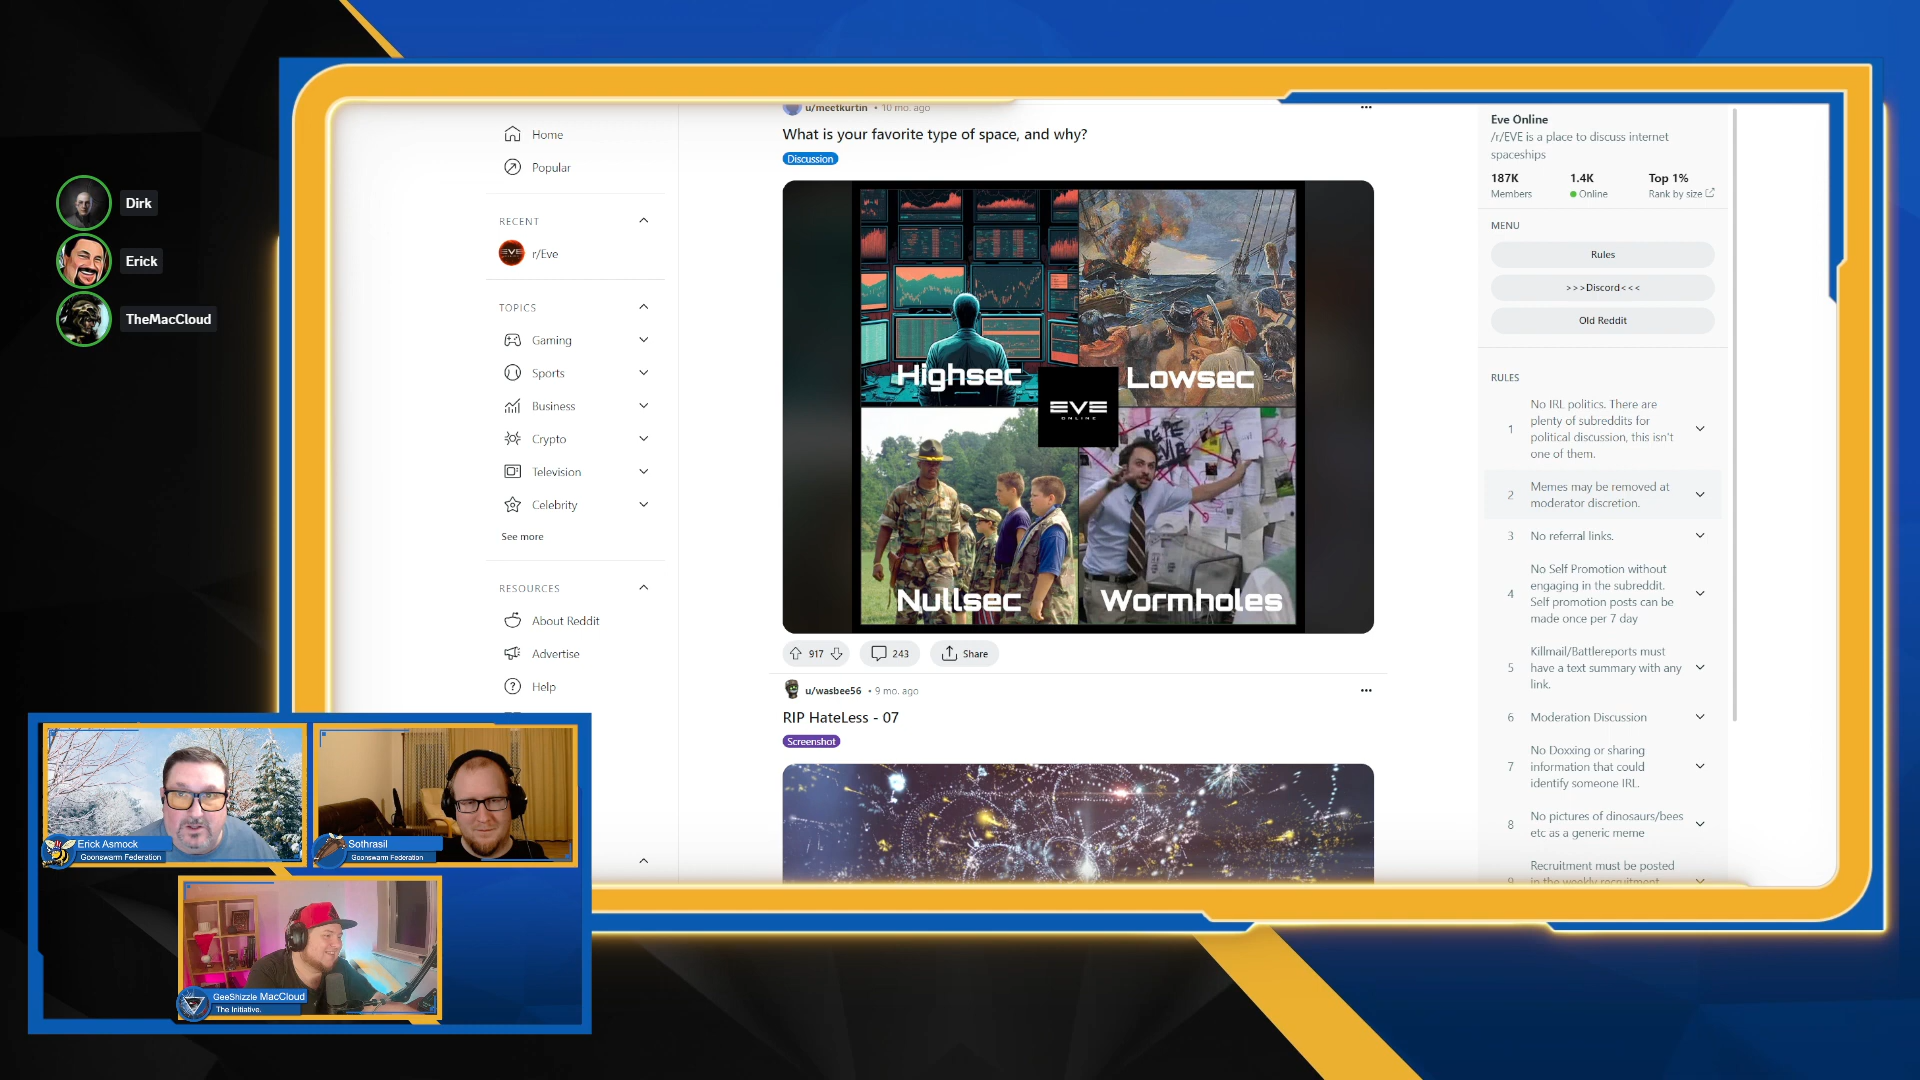 Dirk
Erick
TheMacCloud
Home
Popular
RECENT
EVE
r/Eve
TOPICS
Gaming
Sports
Business
Crypto
Television
Celebrity
See more
RESOURCES
About Reddit
Advertise
Help
u/meetkurtin • 10 mo. ago
What is your favorite type of space, and why?
Discussion
Highsec
Lowsec
EVE
ONLINE
PEPE
SILVIA
Nullsec
Wormholes
917
243
Share
u/wasbee56 • 9 mo. ago
RIP HateLess - 07
Screenshot
Eve Online
/r/EVE is a place to discuss internet
spaceships
187K
1.4K
Top 1%
Members
Online
Rank by size
MENU
Rules
>>>Discord<<<
Old Reddit
RULES
1
No IRL politics. There are
plenty of subreddits for
political discussion, this isn't
one of them.
2
Memes may be removed at
moderator discretion.
3
No referral links.
4
No Self Promotion without
engaging in the subreddit.
Self promotion posts can be
made once per 7 day
5
Killmail/Battlereports must
have a text summary with any
link.
6
Moderation Discussion
7
No Doxxing or sharing
information that could
identify someone IRL.
8
No pictures of dinosaurs/bees
etc as a generic meme
9
Recruitment must be posted
in the weekly recruitment
Erick Asmock
Goonswarm Federation
Sothrasil
Goonswarm Federation
GeeShizzle MacCloud
The Initiative.